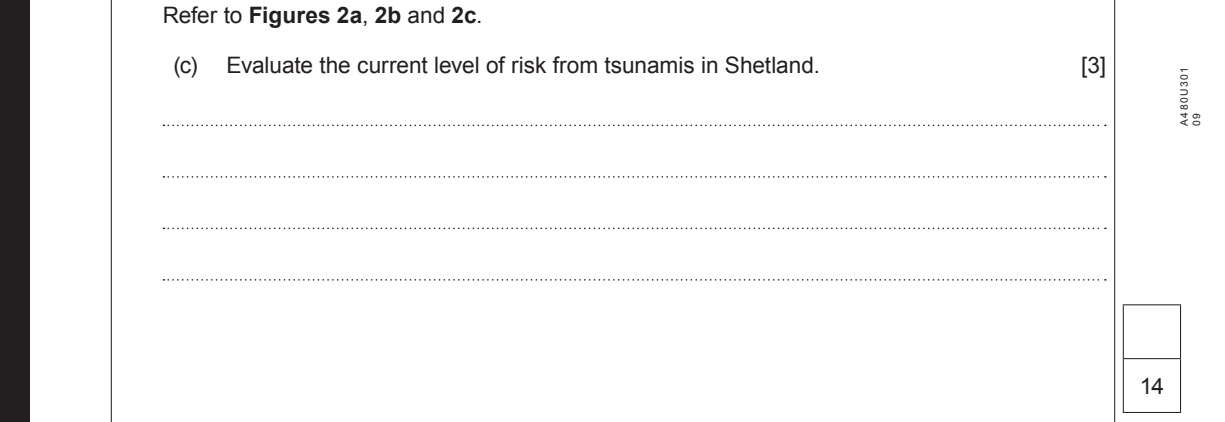 Refer to Figures 2a, 2b and 2c.
(c) Evaluate the current level of risk from tsunamis in Shetland. [3]
A480U301
09
14